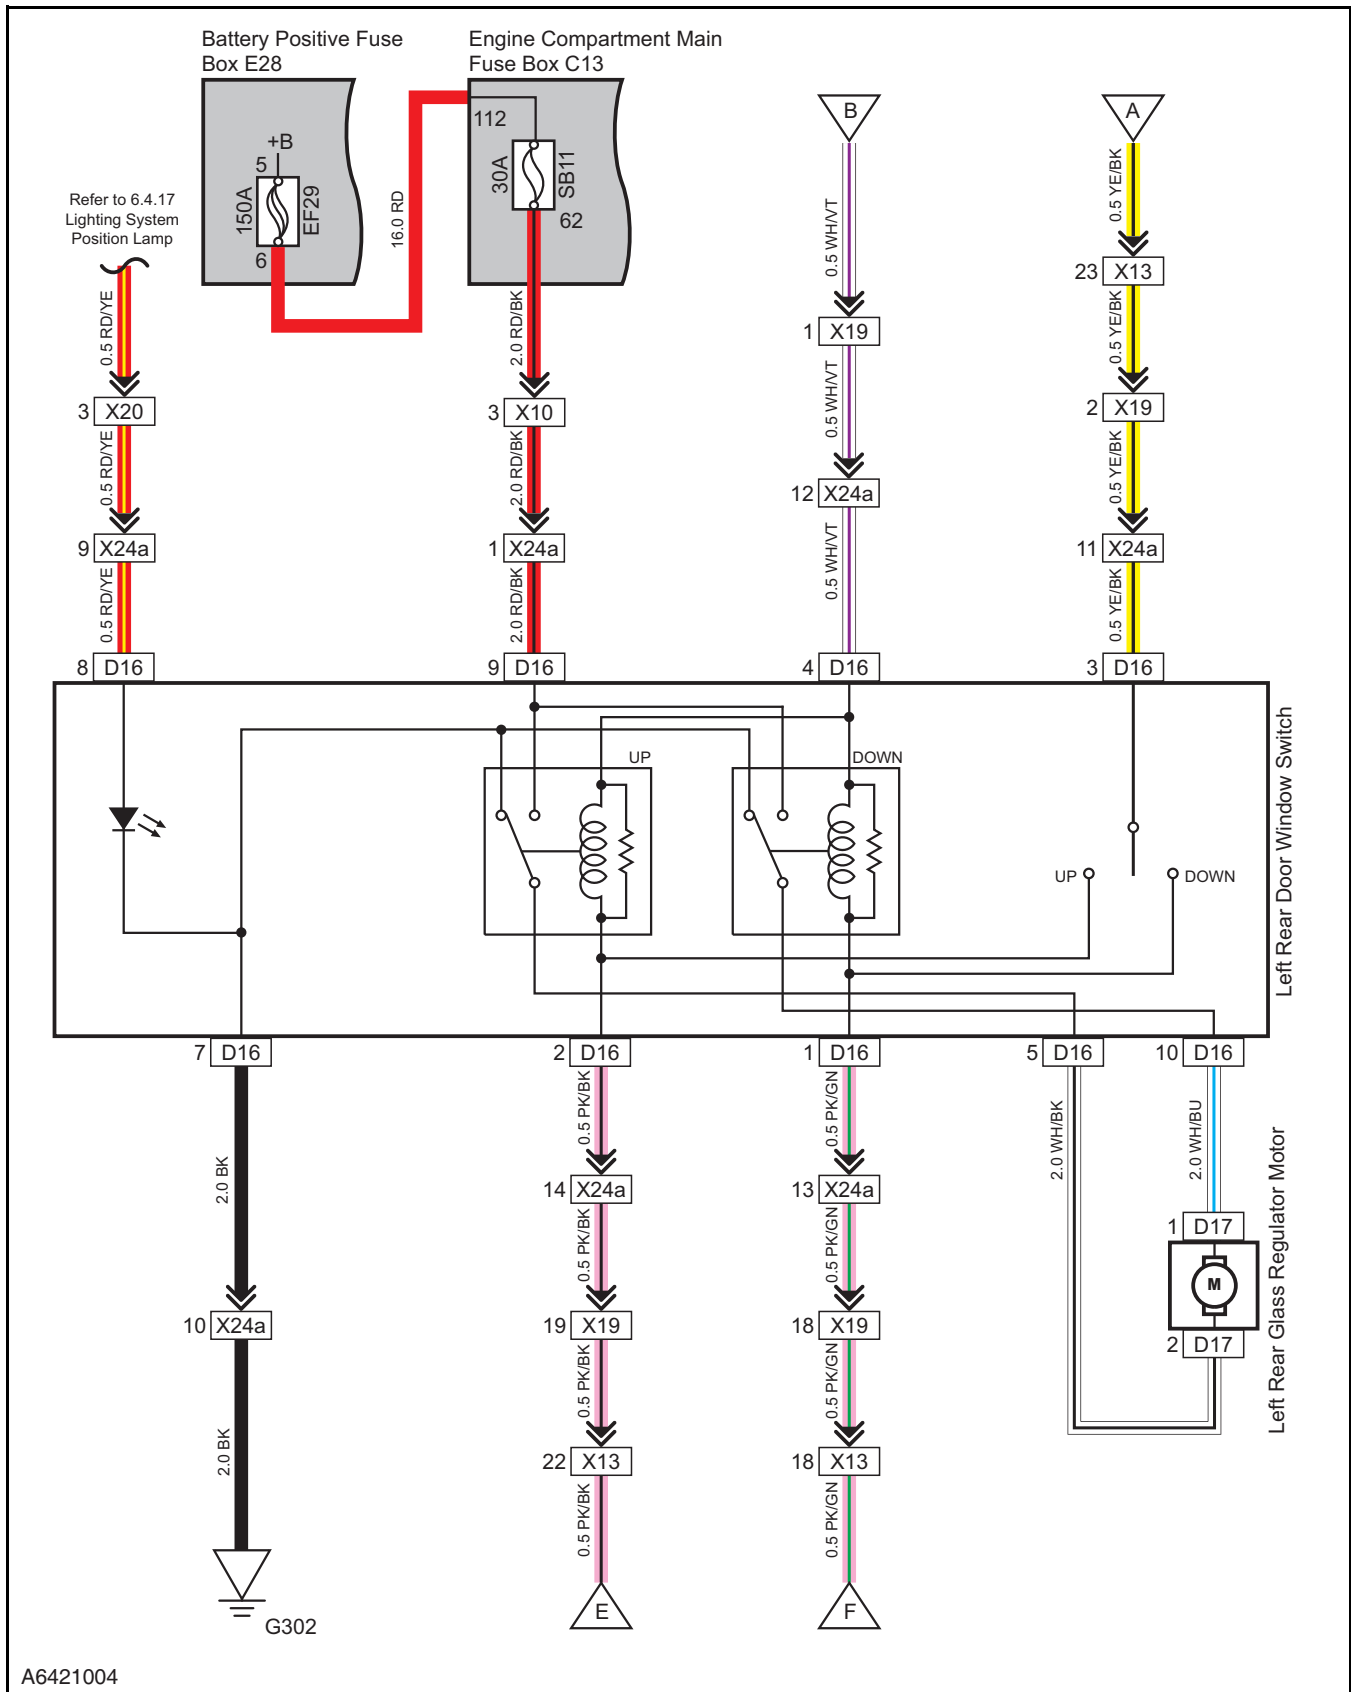 Battery Positive Fuse
Box E28
Engine Compartment Main
Fuse Box C13
112
B
A
+B
5
150A
EF29
6
30A
SB11
62
16.0 RD
Refer to 6.4.17
Lighting System
Position Lamp
0.5 RD/YE
2.0 RD/BK
0.5 WH/VT
0.5 YE/BK
23 X13
1 X19
0.5 YE/BK
3 X20
3 X10
2 X19
0.5 RD/YE
2.0 RD/BK
0.5 WH/VT
0.5 YE/BK
12 X24a
9 X24a
1 X24a
11 X24a
0.5 RD/YE
2.0 RD/BK
0.5 WH/VT
0.5 YE/BK
8 D16
9 D16
4 D16
3 D16
Left Rear Door Window Switch
UP
DOWN
UP
DOWN
7 D16
2 D16
1 D16
5 D16
10 D16
2.0 BK
0.5 PK/BK
0.5 PK/GN
2.0 WH/BK
2.0 WH/BU
14 X24a
13 X24a
1 D17
0.5 PK/BK
0.5 PK/GN
M
Left Rear Glass Regulator Motor
10 X24a
19 X19
18 X19
2 D17
2.0 BK
0.5 PK/BK
0.5 PK/GN
22 X13
18 X13
0.5 PK/BK
0.5 PK/GN
G302
E
F
A6421004